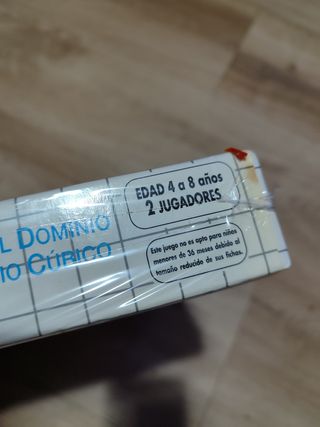 EDAD 4 a 8 años
2 JUGADORES
L DOMINIO
IO CÚBICO
Este juego no es apto para niños
menores de 36 meses debido al
tamaño reducido de sus fichas.